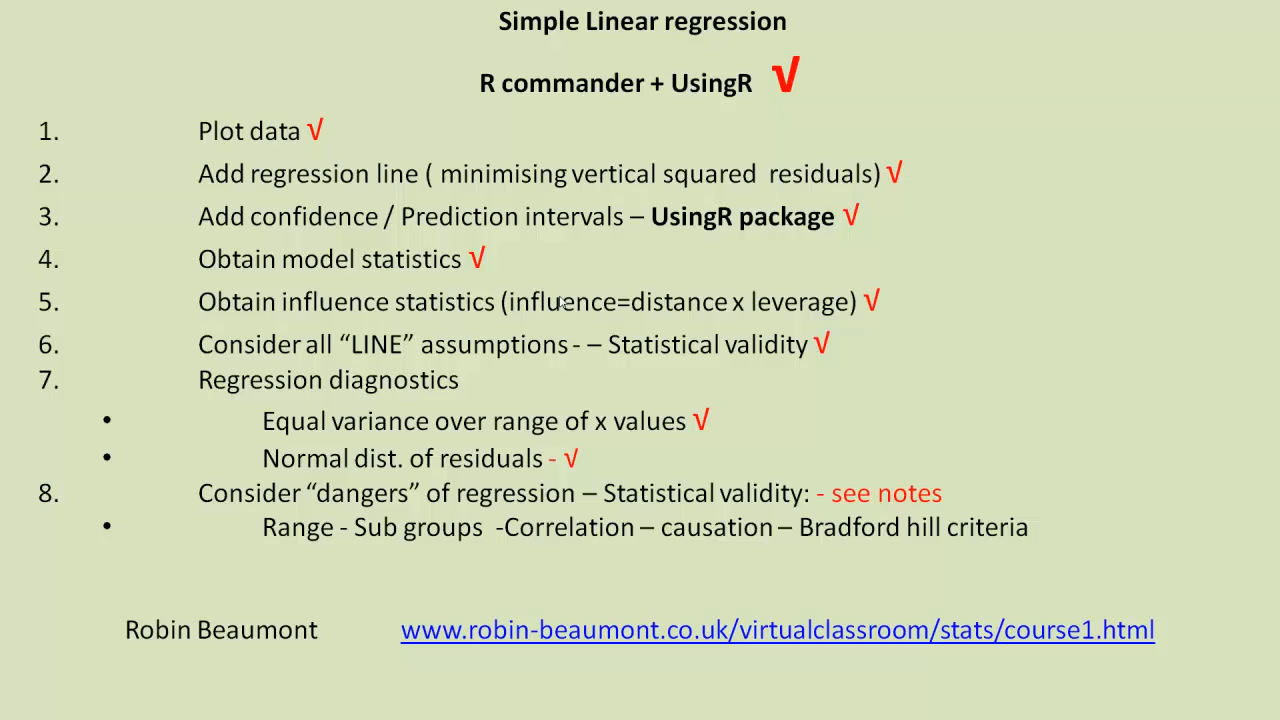 Simple Linear regression
R commander + UsingR √
1. Plot data √
2. Add regression line ( minimising vertical squared residuals) √
3. Add confidence / Prediction intervals – UsingR package √
4. Obtain model statistics √
5. Obtain influence statistics (influence=distance x leverage) √
6. Consider all “LINE” assumptions - – Statistical validity √
7. Regression diagnostics
• Equal variance over range of x values √
• Normal dist. of residuals - √
8. Consider “dangers” of regression – Statistical validity: - see notes
• Range - Sub groups -Correlation – causation – Bradford hill criteria
Robin Beaumont www.robin-beaumont.co.uk/virtualclassroom/stats/course1.html